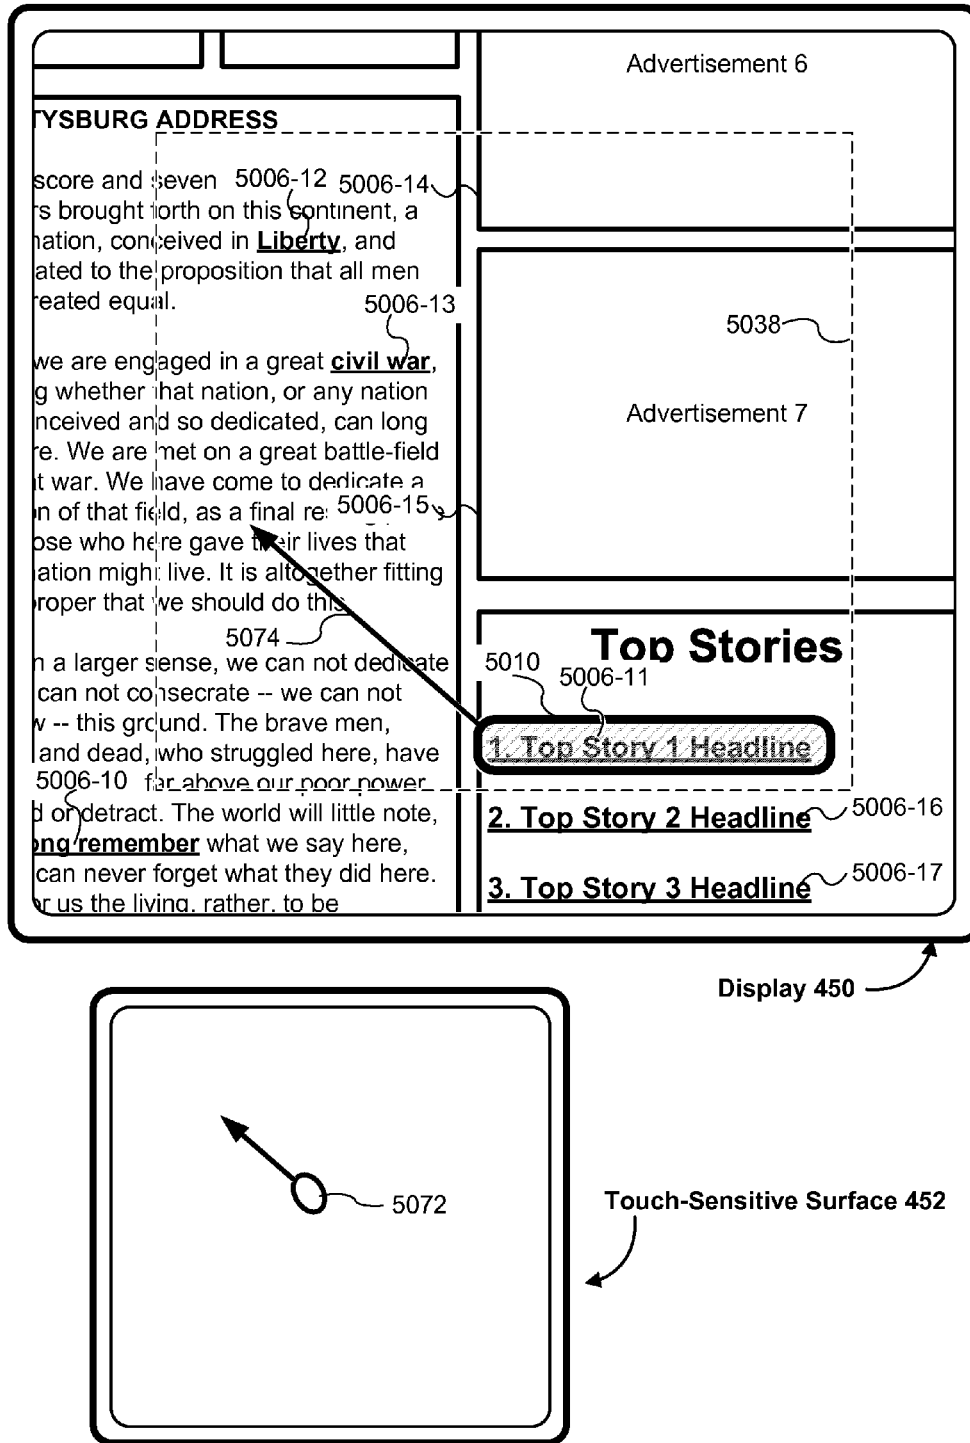 Advertisement 6
TYSBURG ADDRESS
score and seven
5006-12
5006-14
rs brought forth on this continent, a
nation, conceived in Liberty, and
ated to the proposition that all men
reated equal.
5006-13
5038
we are engaged in a great civil war,
g whether that nation, or any nation
nceived and so dedicated, can long
Advertisement 7
re. We are met on a great battle-field
t war. We have come to dedicate a
n of that field, as a final res
5006-15
ose who here gave their lives that
nation might live. It is altogether fitting
proper that we should do this.
5074
Top Stories
n a larger sense, we can not dedicate
5010
5006-11
can not consecrate -- we can not
w -- this ground. The brave men,
1. Top Story 1 Headline
and dead, who struggled here, have
5006-10
far above our poor power
d or detract. The world will little note,
2. Top Story 2 Headline
5006-16
ong remember what we say here,
can never forget what they did here.
3. Top Story 3 Headline
5006-17
or us the living, rather, to be
Display 450
5072
Touch-Sensitive Surface 452